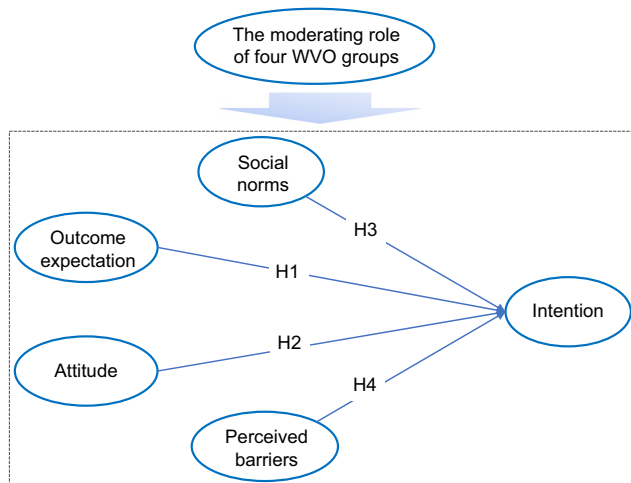 The moderating role
of four WVO groups
Social
norms
H3
Outcome
expectation
H1
Intention
H2
Attitude
H4
Perceived
barriers